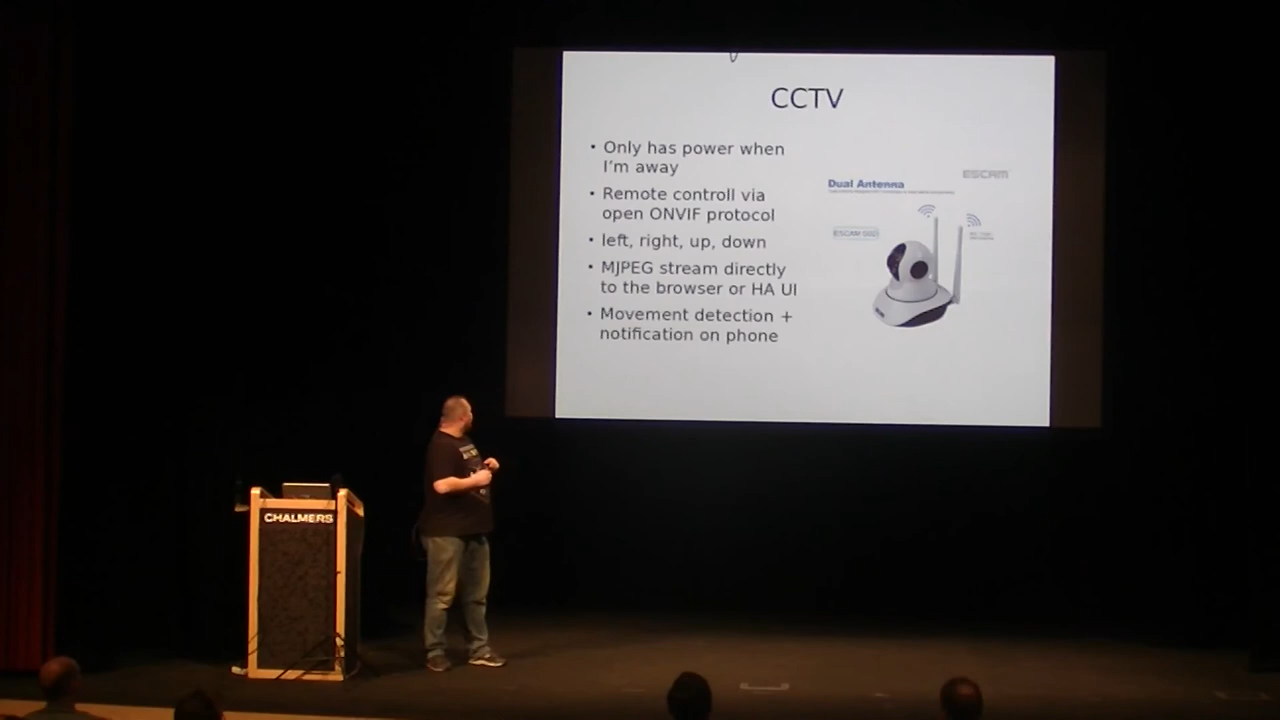 CCTV
• Only has power when
I'm away
• Remote controll via
open ONVIF protocol
• left, right, up, down
• MJPEG stream directly
to the browser or HA UI
• Movement detection +
notification on phone
ESCAM
Dual Antenna
ESCAM
CHALMERS